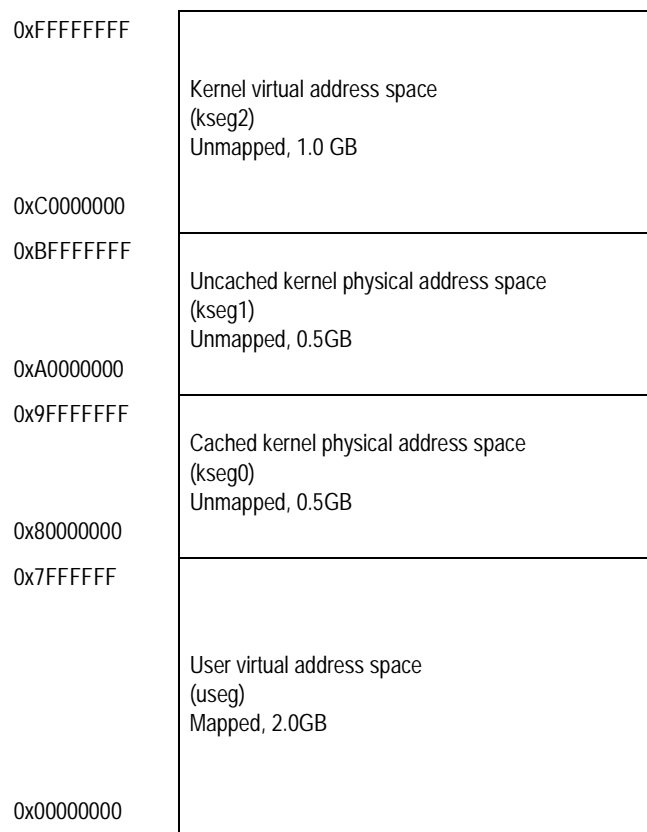 0xFFFFFFFF
Kernel virtual address space
(kseg2)
Unmapped, 1.0 GB
0xC0000000
0xBFFFFFFF
Uncached kernel physical address space
(kseg1)
Unmapped, 0.5GB
0xA0000000
0x9FFFFFFF
Cached kernel physical address space
(kseg0)
Unmapped, 0.5GB
0x80000000
0x7FFFFFF
User virtual address space
(useg)
Mapped, 2.0GB
0x00000000